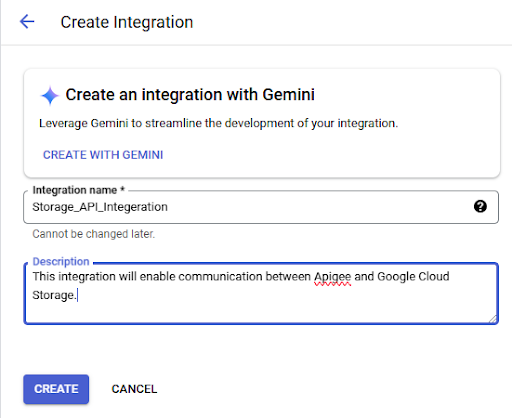 Create Integration
Create an integration with Gemini
Leverage Gemini to streamline the development of your integration.
CREATE WITH GEMINI
Integration name *
Storage_API_Integeration
Cannot be changed later.
Description
This integration will enable communication between Apigee and Google Cloud
Storage.
CREATE CANCEL